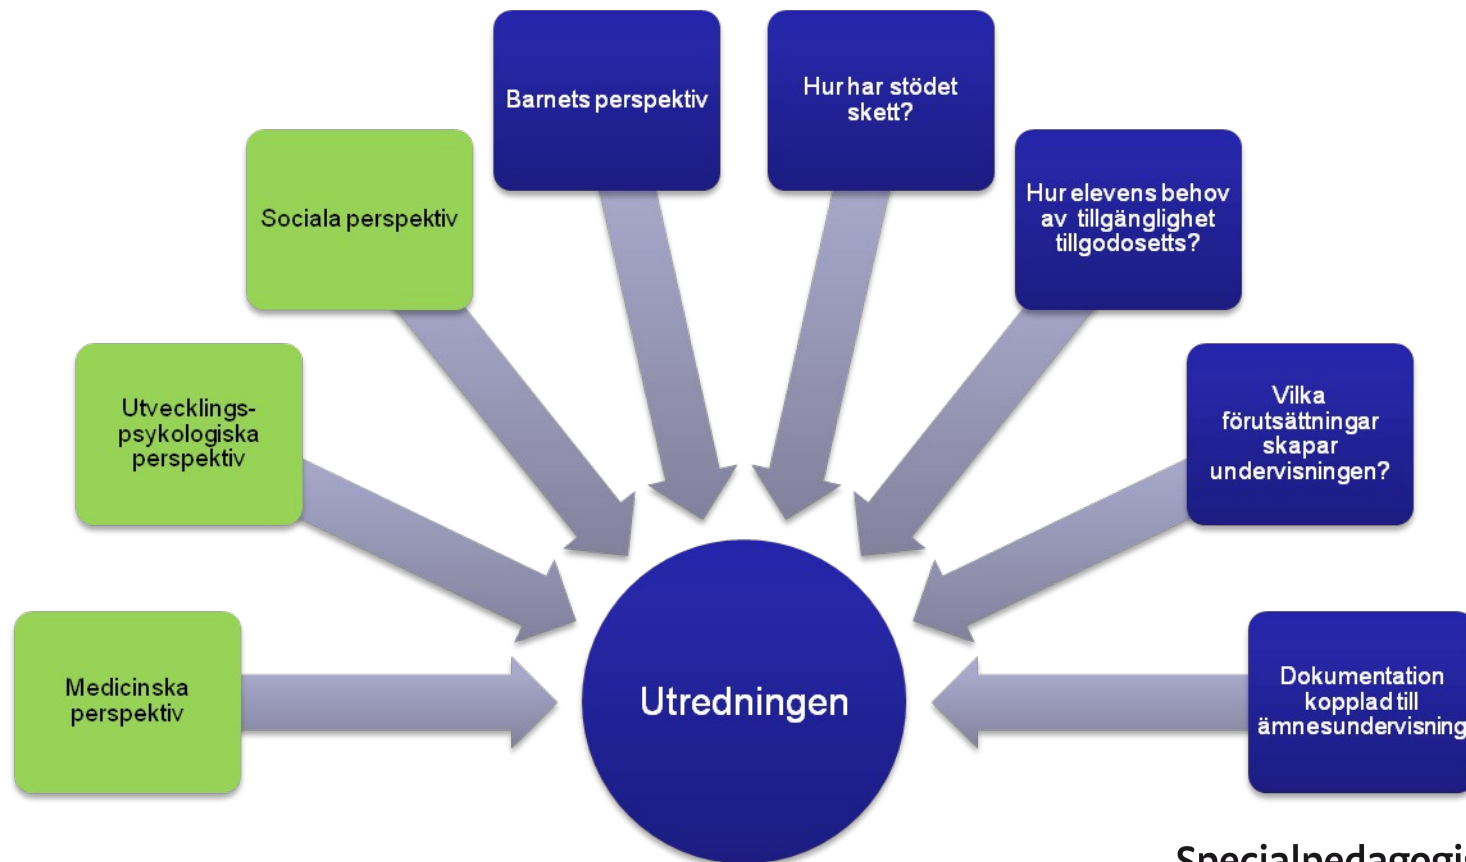 Barnets perspektiv
Hur har stödet
skett?
Sociala perspektiv
Hur elevens behov
av tillgänglighet
tillgodosetts?
Utvecklings-
psykologiska
perspektiv
Vilka
förutsättningar
skapar
undervisningen?
Medicinska
perspektiv
Utredningen
Dokumentation
kopplad till
ämnesundervisning